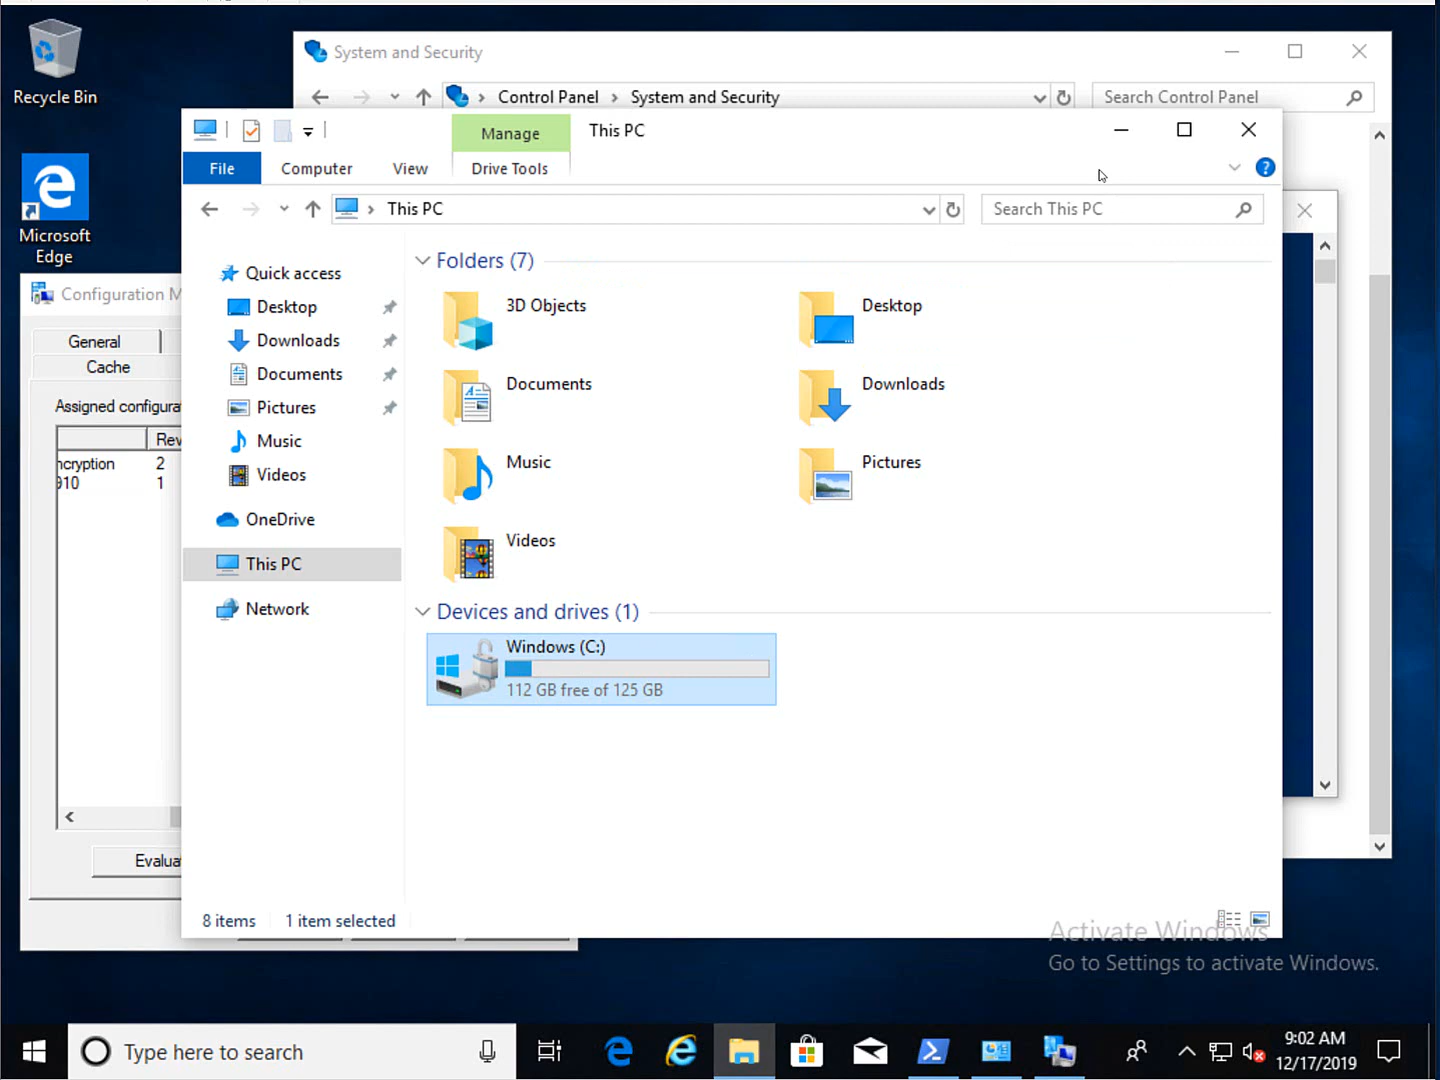 Recycle Bin
System and Security
Control Panel
System and Security
Search Control Panel
Microsoft
Edge
Manage
This PC
File
Computer
View
Drive Tools
This PC
Search This PC
Quick access
Desktop
Downloads
Documents
Pictures
Music
Videos
OneDrive
This PC
Network
Folders (7)
3D Objects
Desktop
Documents
Downloads
Music
Pictures
Videos
Devices and drives (1)
Windows (C:)
112 GB free of 125 GB
8 items
1 item selected
Configuration M
General
Cache
Assigned configura
Rev
ncryption 2
910 1
Evalua
Activate Windows
Go to Settings to activate Windows.
Type here to search
9:02 AM
12/17/2019